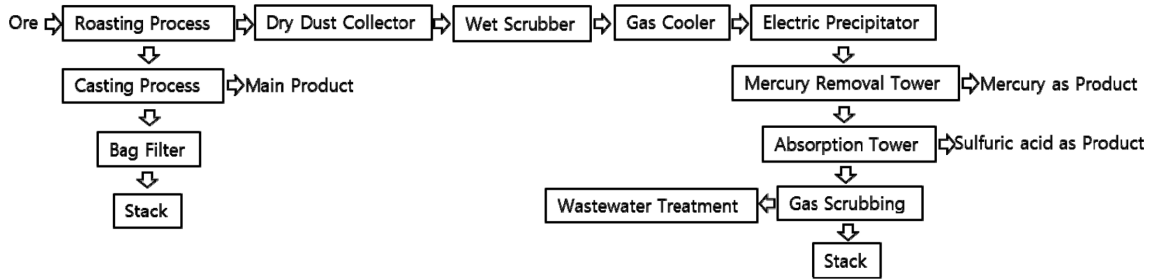 Ore
Roasting Process
Dry Dust Collector
Wet Scrubber
Gas Cooler
Electric Precipitator
Casting Process
Main Product
Mercury Removal Tower
Mercury as Product
Bag Filter
Absorption Tower
Sulfuric acid as Product
Stack
Wastewater Treatment
Gas Scrubbing
Stack